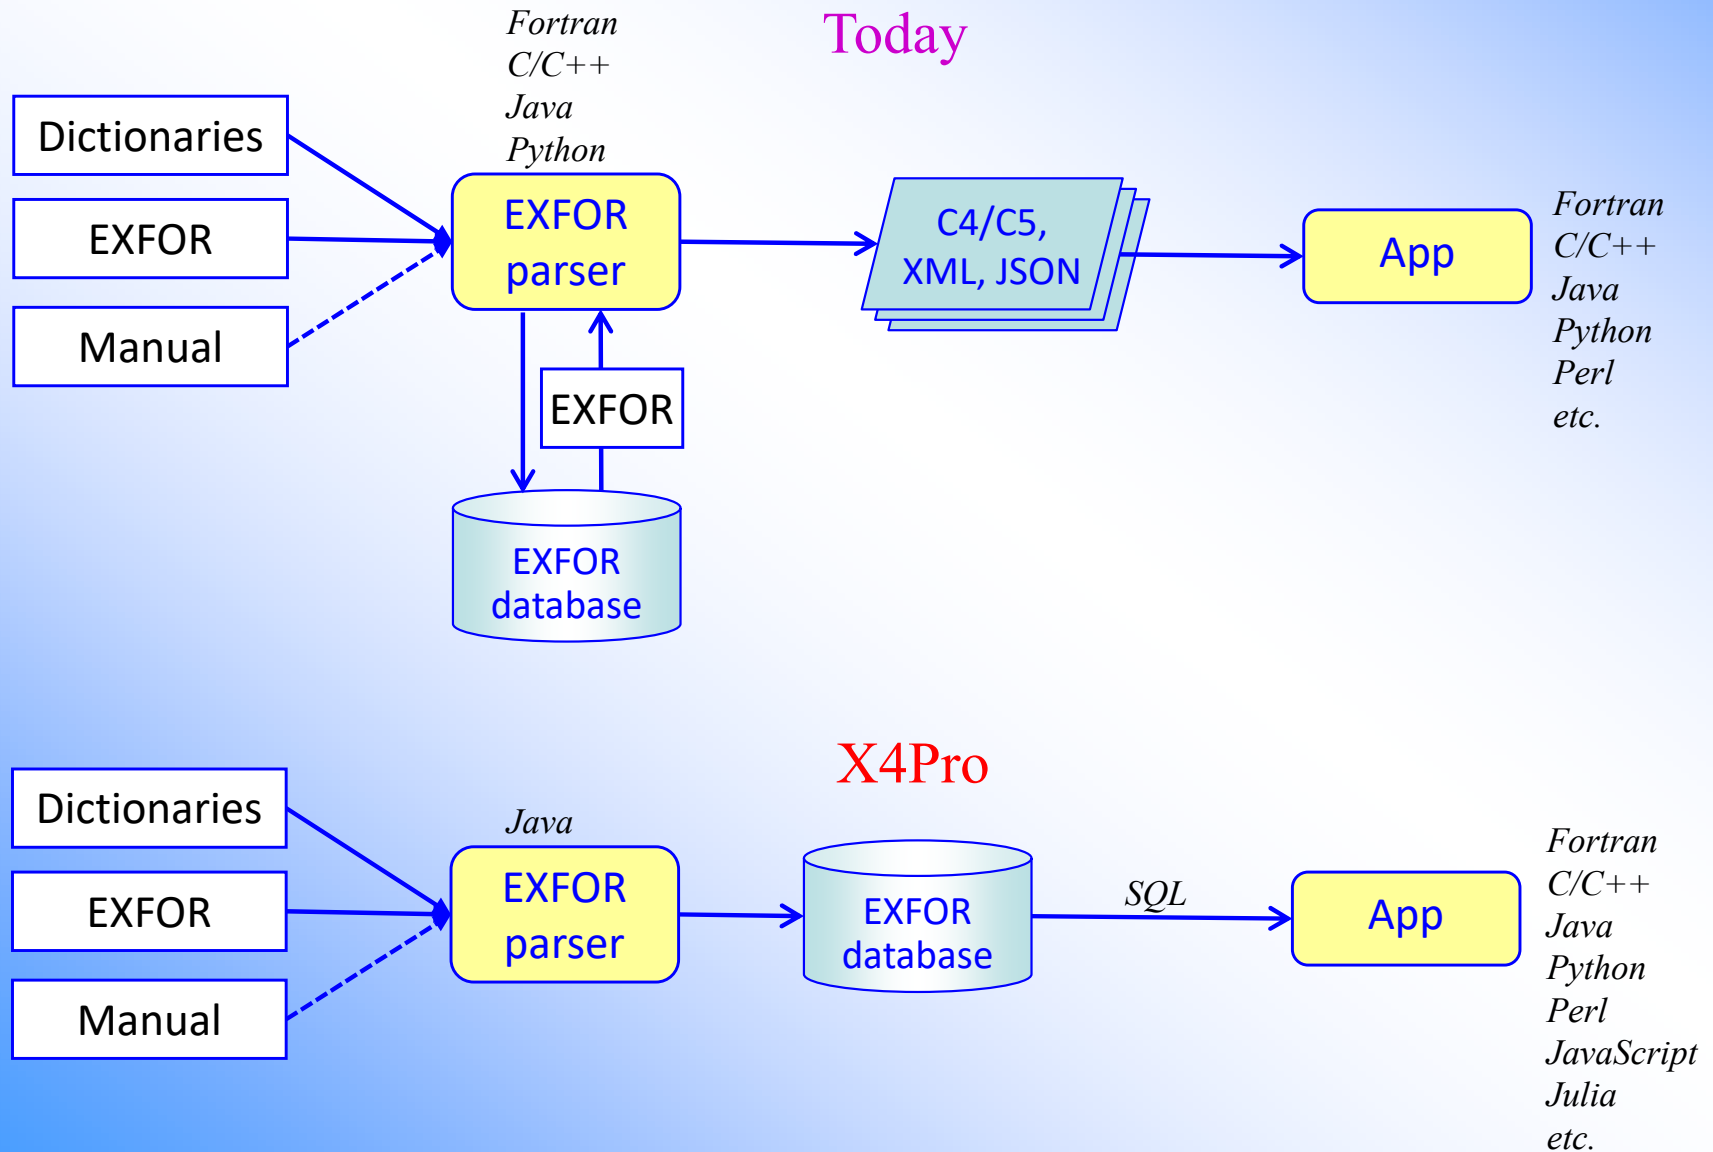 Today
Fortran
C/C++
Java
Python
Dictionaries
EXFOR
Manual
EXFOR
parser
C4/C5,
XML, JSON
App
Fortran
C/C++
Java
Python
Perl
etc.
EXFOR
EXFOR
database
X4Pro
Java
Dictionaries
EXFOR
Manual
EXFOR
parser
EXFOR
database
SQL
App
Fortran
C/C++
Java
Python
Perl
JavaScript
Julia
etc.